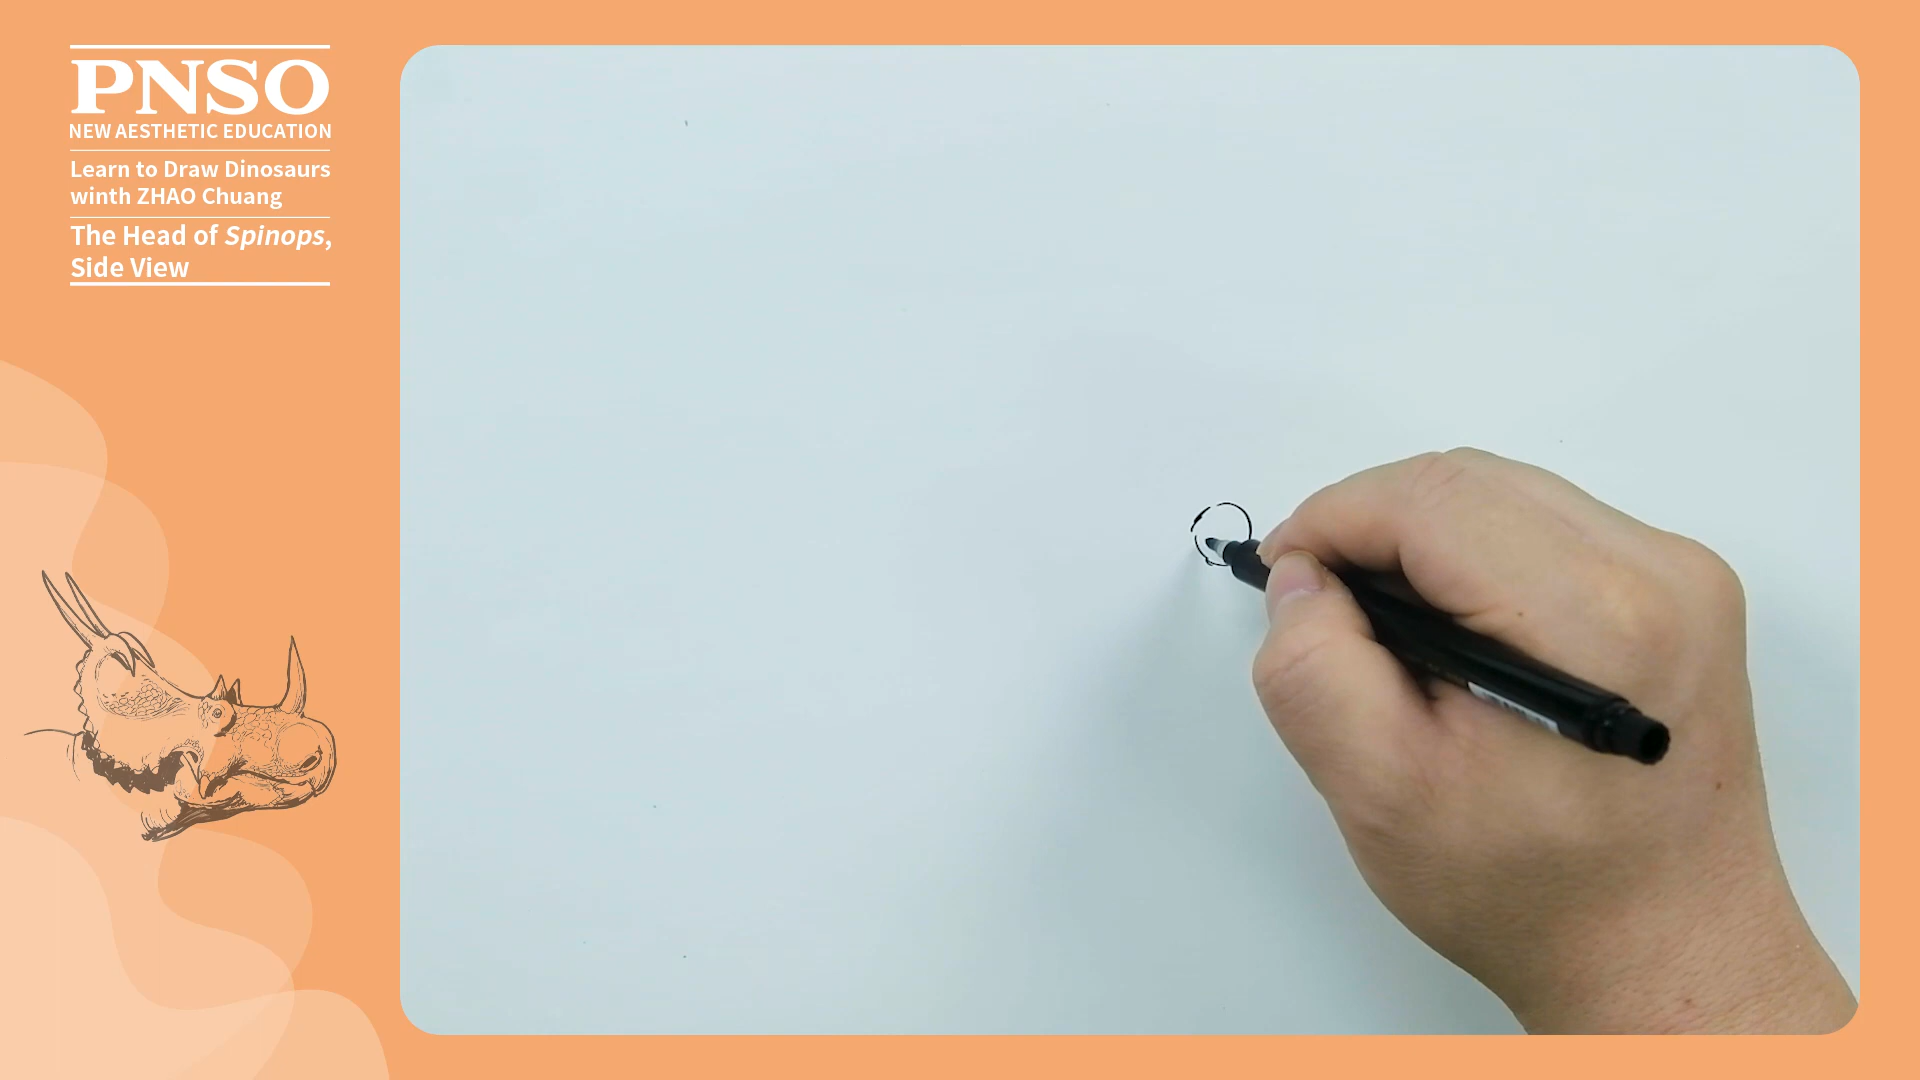 PNSO
NEW AESTHETIC EDUCATION
Learn to Draw Dinosaurs
winth ZHAO Chuang
The Head of Spinops,
Side View